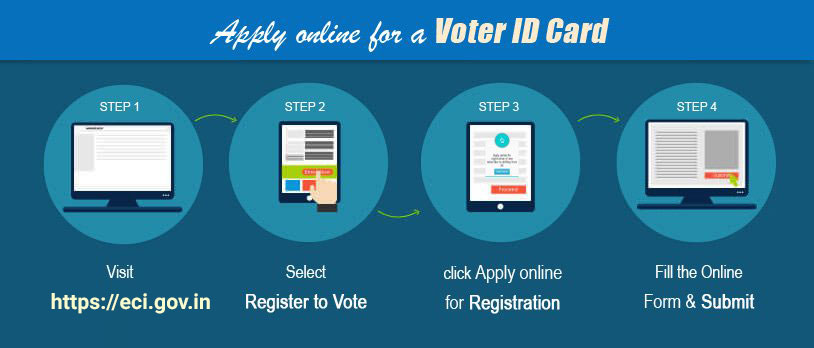 Apply online for a Voter ID Card
STEP 1
STEP 2
STEP 3
STEP 4
Proceed
Visit
https://eci.gov.in
Select
Register to Vote
click Apply online
for Registration
Fill the Online
Form & Submit